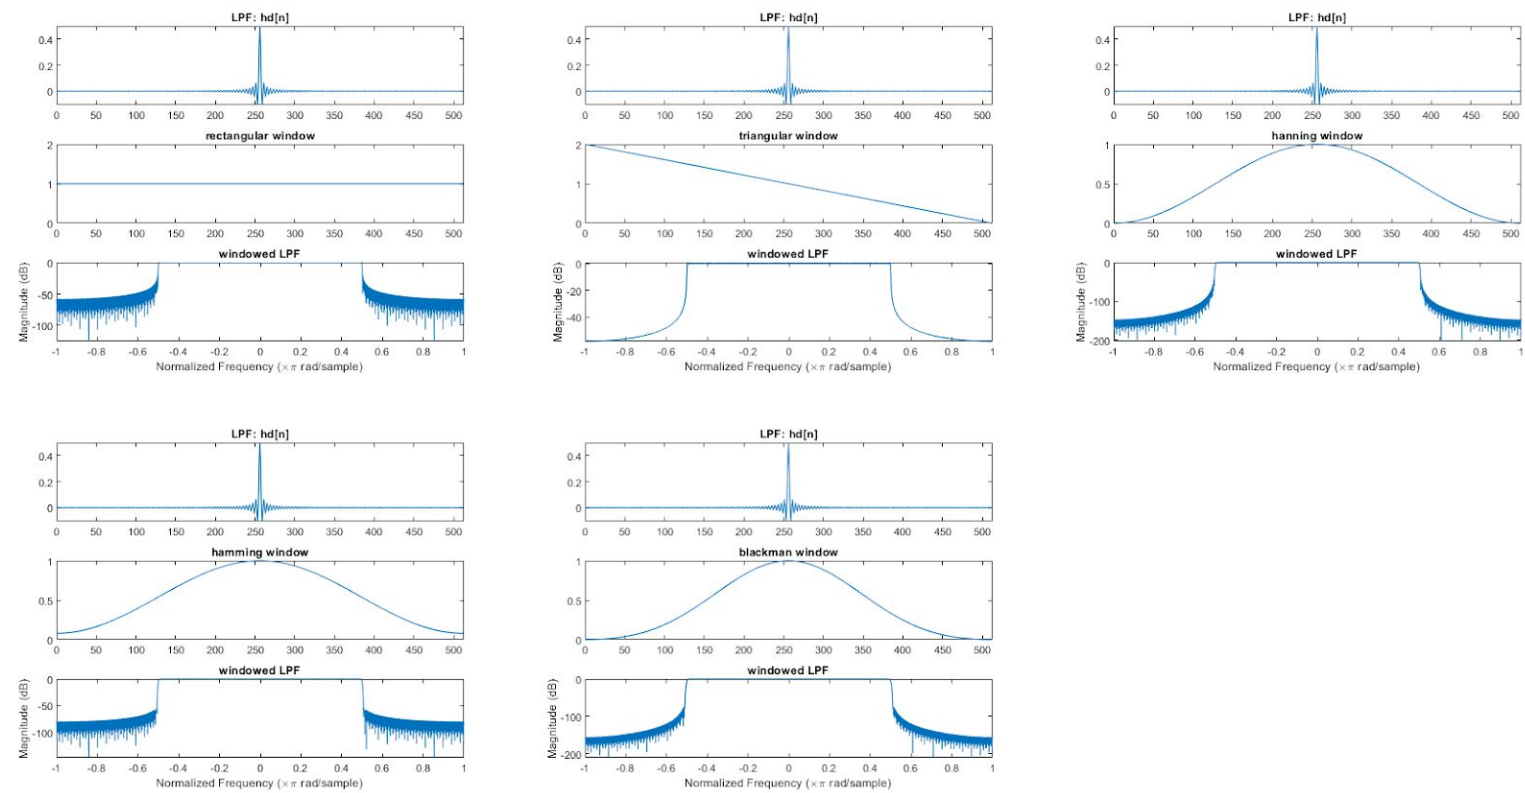 LPF: hd[n]
0.4
0.2
0
0 50 100 150 200 250 300 350 400 450 500
rectangular window
2
1
0
0 50 100 150 200 250 300 350 400 450 500
windowed LPF
Magnitude (dB)
0
-50
-100
-1 -0.8 -0.6 -0.4 -0.2 0 0.2 0.4 0.6 0.8 1
Normalized Frequency (×π rad/sample)
LPF: hd[n]
0.4
0.2
0
0 50 100 150 200 250 300 350 400 450 500
triangular window
2
1
0
0 50 100 150 200 250 300 350 400 450 500
windowed LPF
Magnitude (dB)
0
-20
-40
-1 -0.8 -0.6 -0.4 -0.2 0 0.2 0.4 0.6 0.8 1
Normalized Frequency (×π rad/sample)
LPF: hd[n]
0.4
0.2
0
0 50 100 150 200 250 300 350 400 450 500
hanning window
1
0.5
0
0 50 100 150 200 250 300 350 400 450 500
windowed LPF
Magnitude (dB)
0
-100
-200
-1 -0.8 -0.6 -0.4 -0.2 0 0.2 0.4 0.6 0.8 1
Normalized Frequency (×π rad/sample)
LPF: hd[n]
0.4
0.2
0
0 50 100 150 200 250 300 350 400 450 500
hamming window
1
0.5
0
0 50 100 150 200 250 300 350 400 450 500
windowed LPF
Magnitude (dB)
0
-50
-100
-1 -0.8 -0.6 -0.4 -0.2 0 0.2 0.4 0.6 0.8 1
Normalized Frequency (×π rad/sample)
LPF: hd[n]
0.4
0.2
0
0 50 100 150 200 250 300 350 400 450 500
blackman window
1
0.5
0
0 50 100 150 200 250 300 350 400 450 500
windowed LPF
Magnitude (dB)
0
-100
-200
-1 -0.8 -0.6 -0.4 -0.2 0 0.2 0.4 0.6 0.8 1
Normalized Frequency (×π rad/sample)